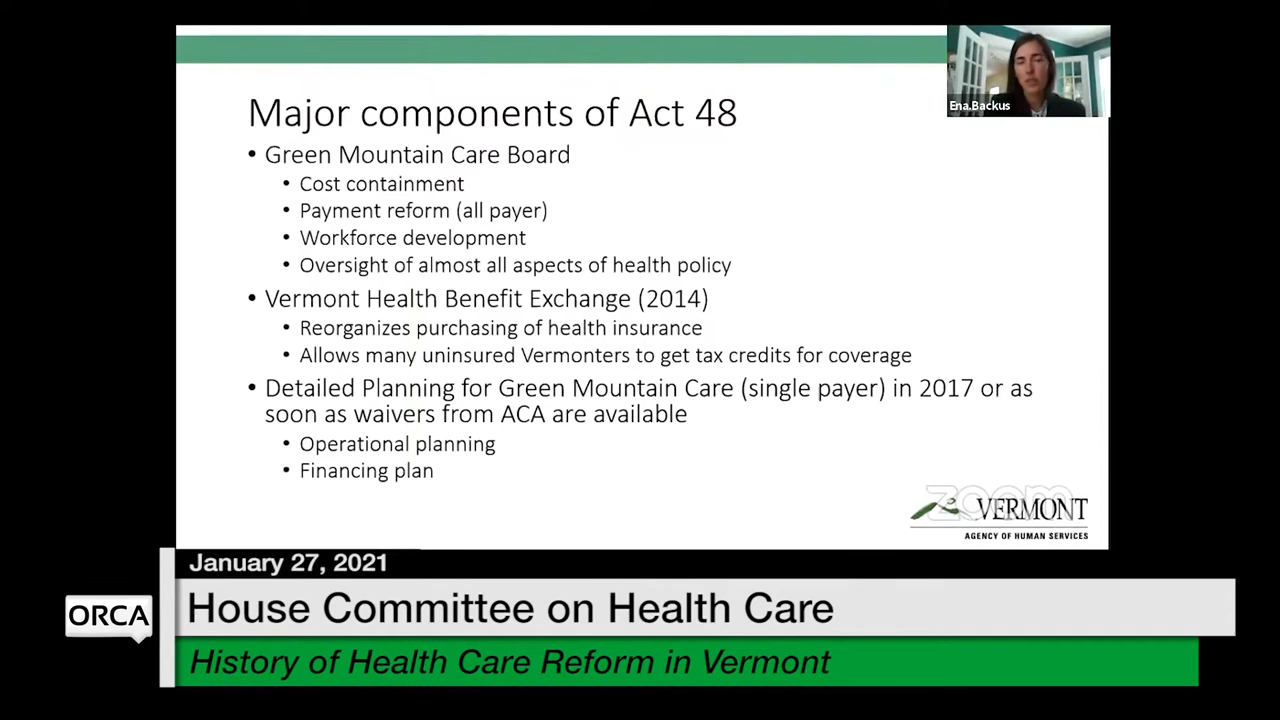 Ena.Backus
Major components of Act 48
• Green Mountain Care Board
• Cost containment
• Payment reform (all payer)
• Workforce development
• Oversight of almost all aspects of health policy
• Vermont Health Benefit Exchange (2014)
• Reorganizes purchasing of health insurance
• Allows many uninsured Vermonters to get tax credits for coverage
• Detailed Planning for Green Mountain Care (single payer) in 2017 or as
soon as waivers from ACA are available
• Operational planning
• Financing plan
zoom
VERMONT
AGENCY OF HUMAN SERVICES
January 27, 2021
ORCA
House Committee on Health Care
History of Health Care Reform in Vermont